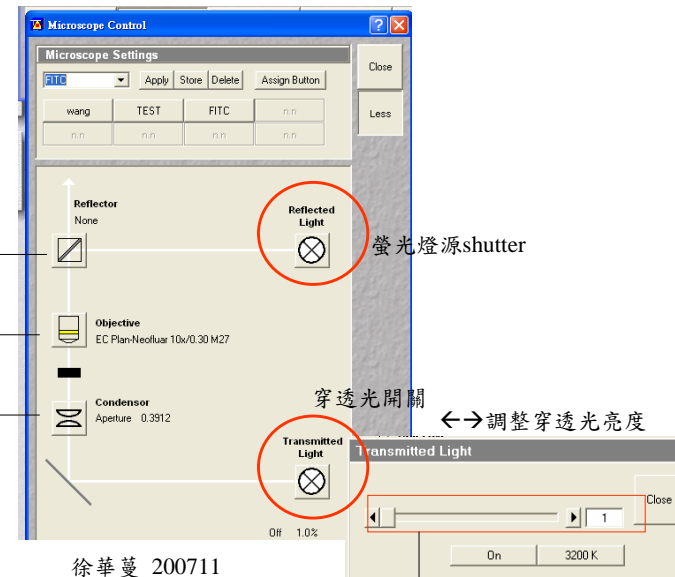 Microscope Control
Microscope Settings
FITC
Apply Store Delete Assign Button
Close
wang TEST FITC n.n
Less
n.n n.n n.n n.n
Reflector
None
Reflected
Light
螢光燈源shutter
Objective
EC Plan-Neofluar 10x/0.30 M27
穿透光開關
Condensor
Aperture 0.3912
←→調整穿透光亮度
Transmitted
Light
Transmitted Light
Close
1
Off 1.0%
On 3200 K
徐華蔓 200711